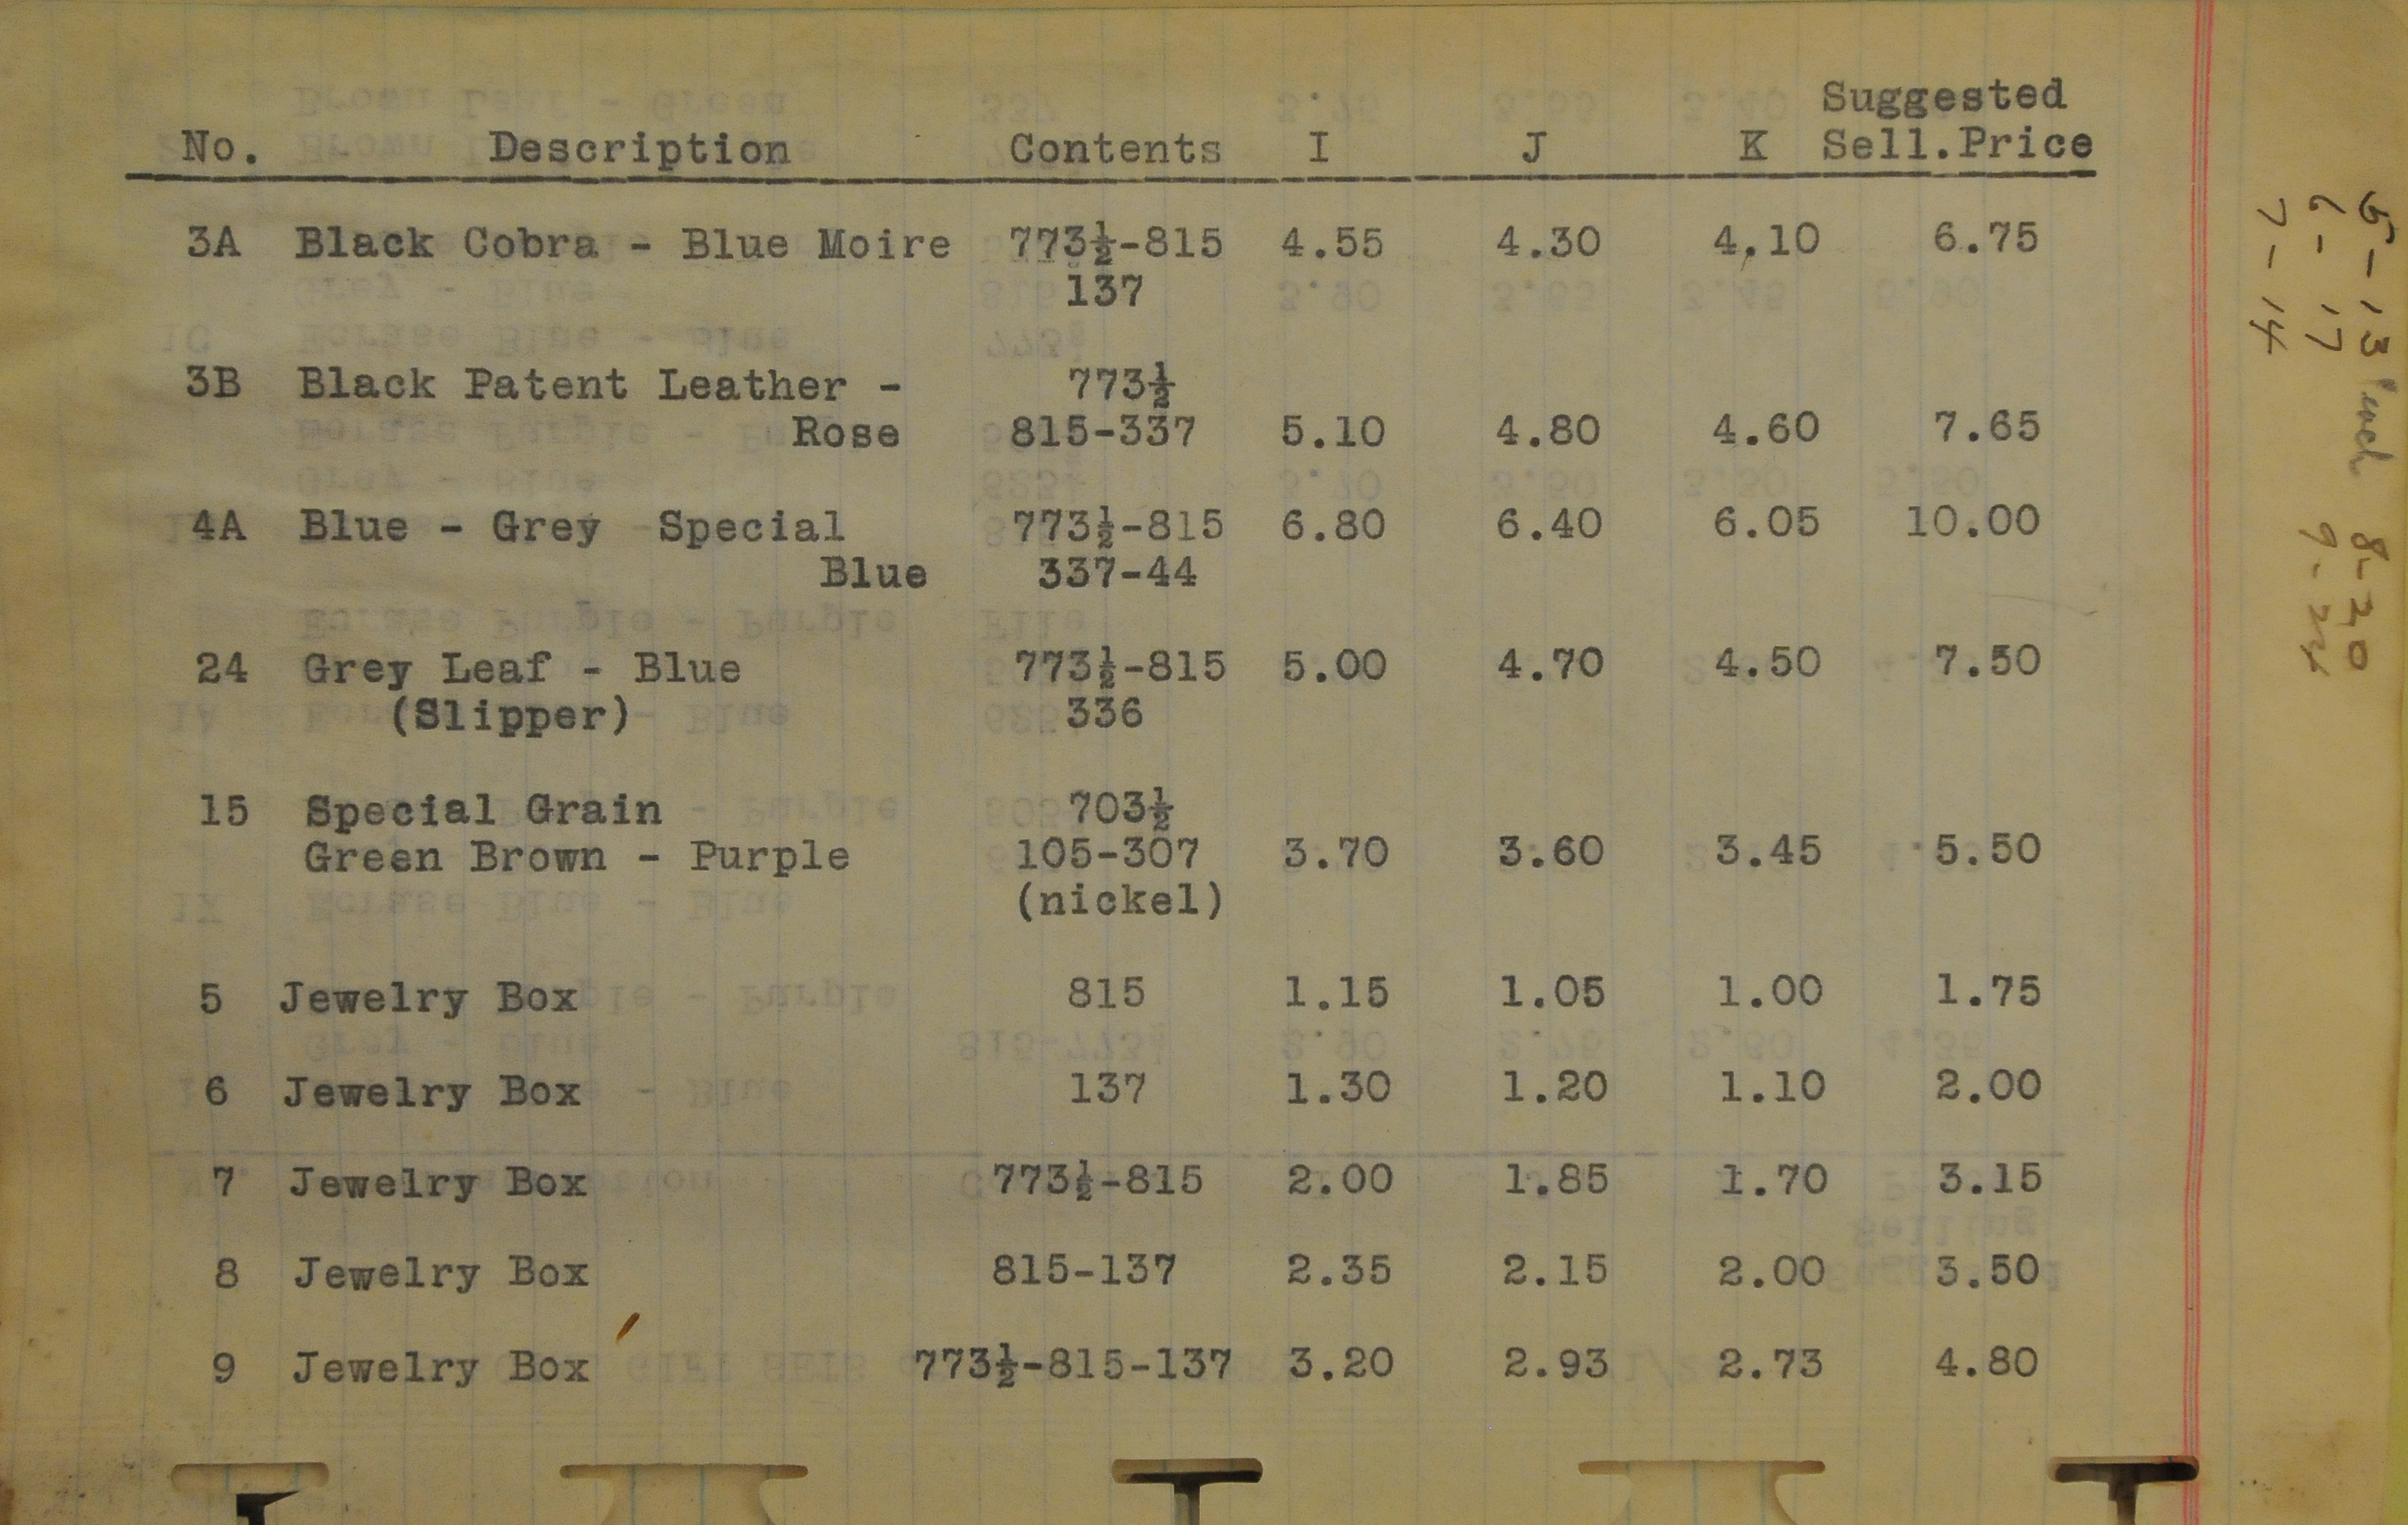 Suggested
No. Description Contents I J K Sell.Price
3A Black Cobra - Blue Moire 773½-815 4.55 4.30 4.10 6.75
137
3B Black Patent Leather - 773½
Rose 815-337 5.10 4.80 4.60 7.65
4A Blue - Grey Special 773½-815 6.80 6.40 6.05 10.00
Blue 337-44
24 Grey Leaf - Blue 773½-815 5.00 4.70 4.50 7.50
(Slipper) 336
15 Special Grain 703½
Green Brown - Purple 105-307 3.70 3.60 3.45 5.50
(nickel)
5 Jewelry Box 815 1.15 1.05 1.00 1.75
6 Jewelry Box 137 1.30 1.20 1.10 2.00
7 Jewelry Box 773½-815 2.00 1.85 1.70 3.15
8 Jewelry Box 815-137 2.35 2.15 2.00 3.50
9 Jewelry Box 773½-815-137 3.20 2.93 2.73 4.80
5-13 8-20
6-17 9-24
7-14